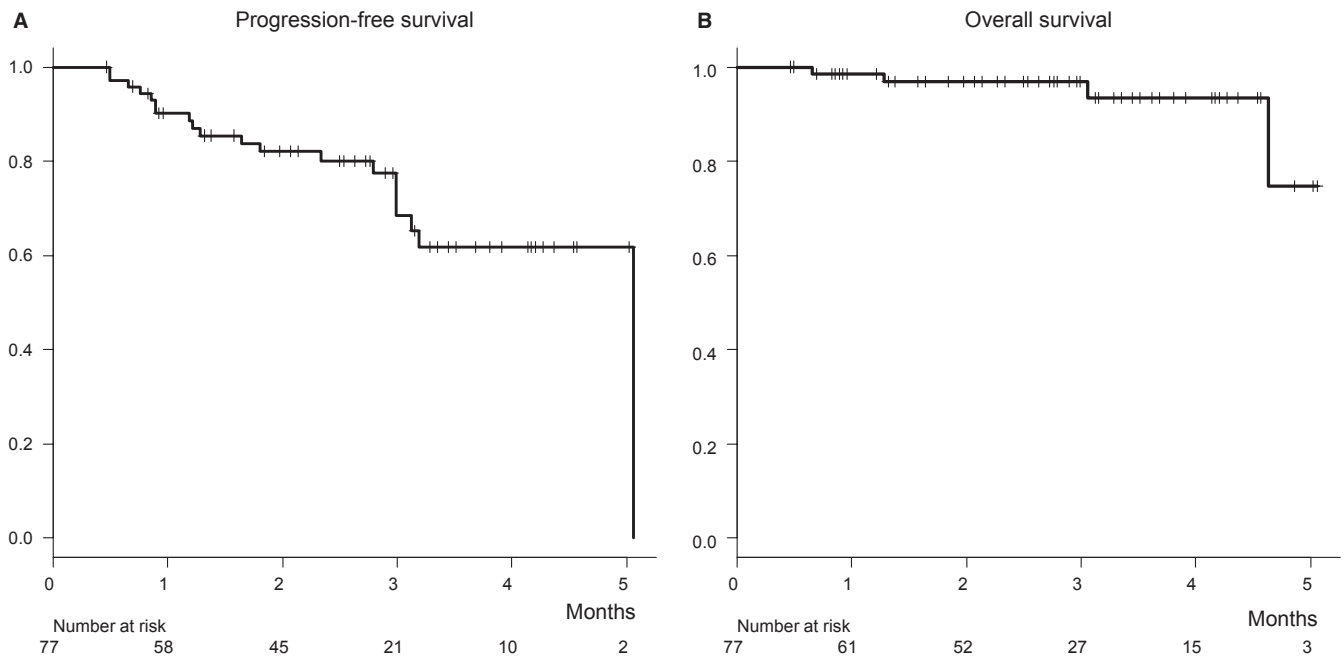 A Progression-free survival
1.0
0.8
0.6
0.4
0.2
0.0
0 1 2 3 4 5
Months
Number at risk
77 58 45 21 10 2
B Overall survival
1.0
0.8
0.6
0.4
0.2
0.0
0 1 2 3 4 5
Months
Number at risk
77 61 52 27 15 3